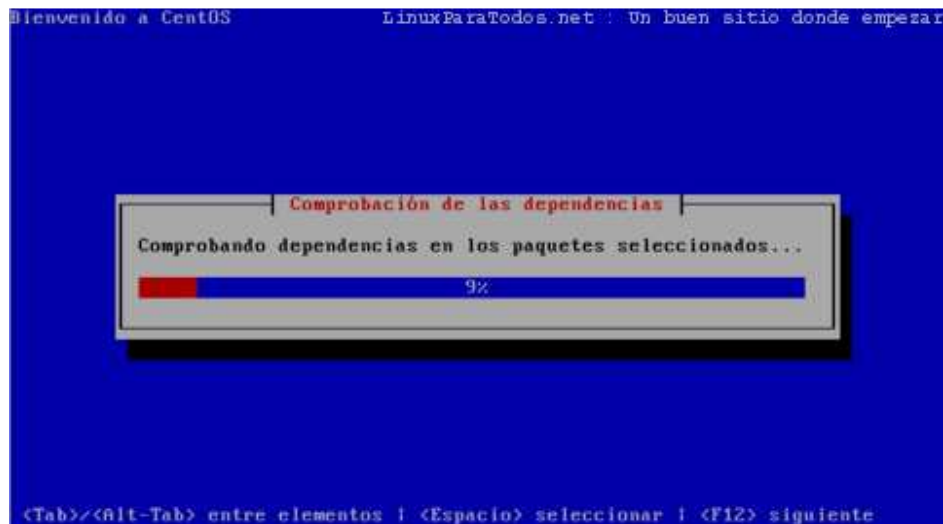 Bienvenido a CentOS LinuxParaTodos.net : Un buen sitio donde empezar
Comprobación de las dependencias
Comprobando dependencias en los paquetes seleccionados...
9%
<Tab>/<Alt-Tab> entre elementos | <Espacio> seleccionar | <F12> siguiente